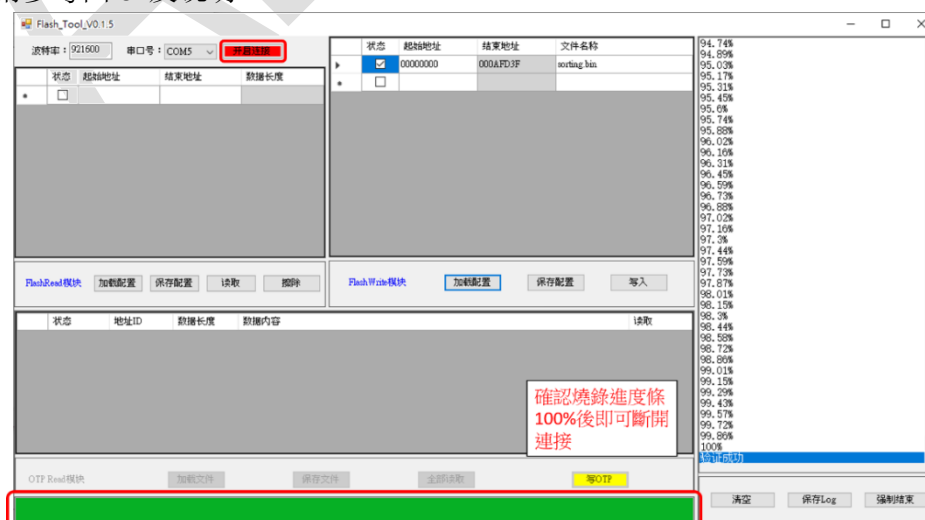 Flash_Tool_V0.1.5
波特率：921600 串口号：COM5 开启连接
状态 起始地址 结束地址 数据长度
*
状态 起始地址 结束地址 文件名称
00000000 000AFD3F sorting.bin
*
FlashRead模块 加载配置 保存配置 读取 擦除
FlashWrite模块 加载配置 保存配置 写入
状态 地址ID 数据长度 数据内容 读取
確認燒錄進度條
100%後即可斷開
連接
OTP Read模块 加载文件 保存文件 全部读取 写OTP
94.74%
94.89%
95.03%
95.17%
95.31%
95.45%
95.6%
95.74%
95.88%
96.02%
96.16%
96.31%
96.45%
96.59%
96.73%
96.88%
97.02%
97.16%
97.3%
97.44%
97.59%
97.73%
97.87%
98.01%
98.15%
98.3%
98.44%
98.58%
98.72%
98.86%
99.01%
99.15%
99.29%
99.43%
99.57%
99.72%
99.86%
100%
验证成功
清空 保存Log 强制结束